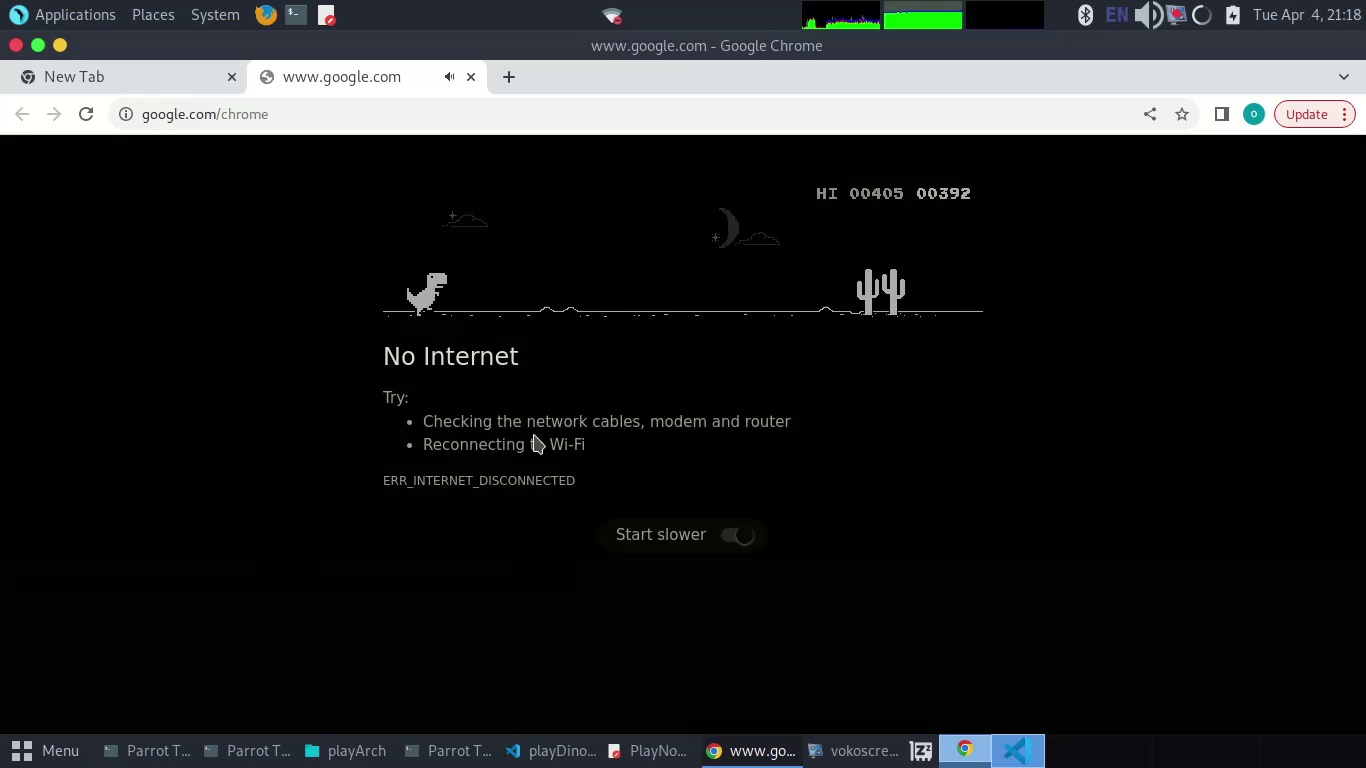 Applications Places System EN Tue Apr 4, 21:18
www.google.com - Google Chrome
New Tab www.google.com
google.com/chrome O Update
HI 00405 00392
No Internet
Try:
• Checking the network cables, modem and router
• Reconnecting Wi-Fi
ERR_INTERNET_DISCONNECTED
Start slower
Menu Parrot T... Parrot T... playArch Parrot T... playDino... PlayNo... www.go... vokoscre...